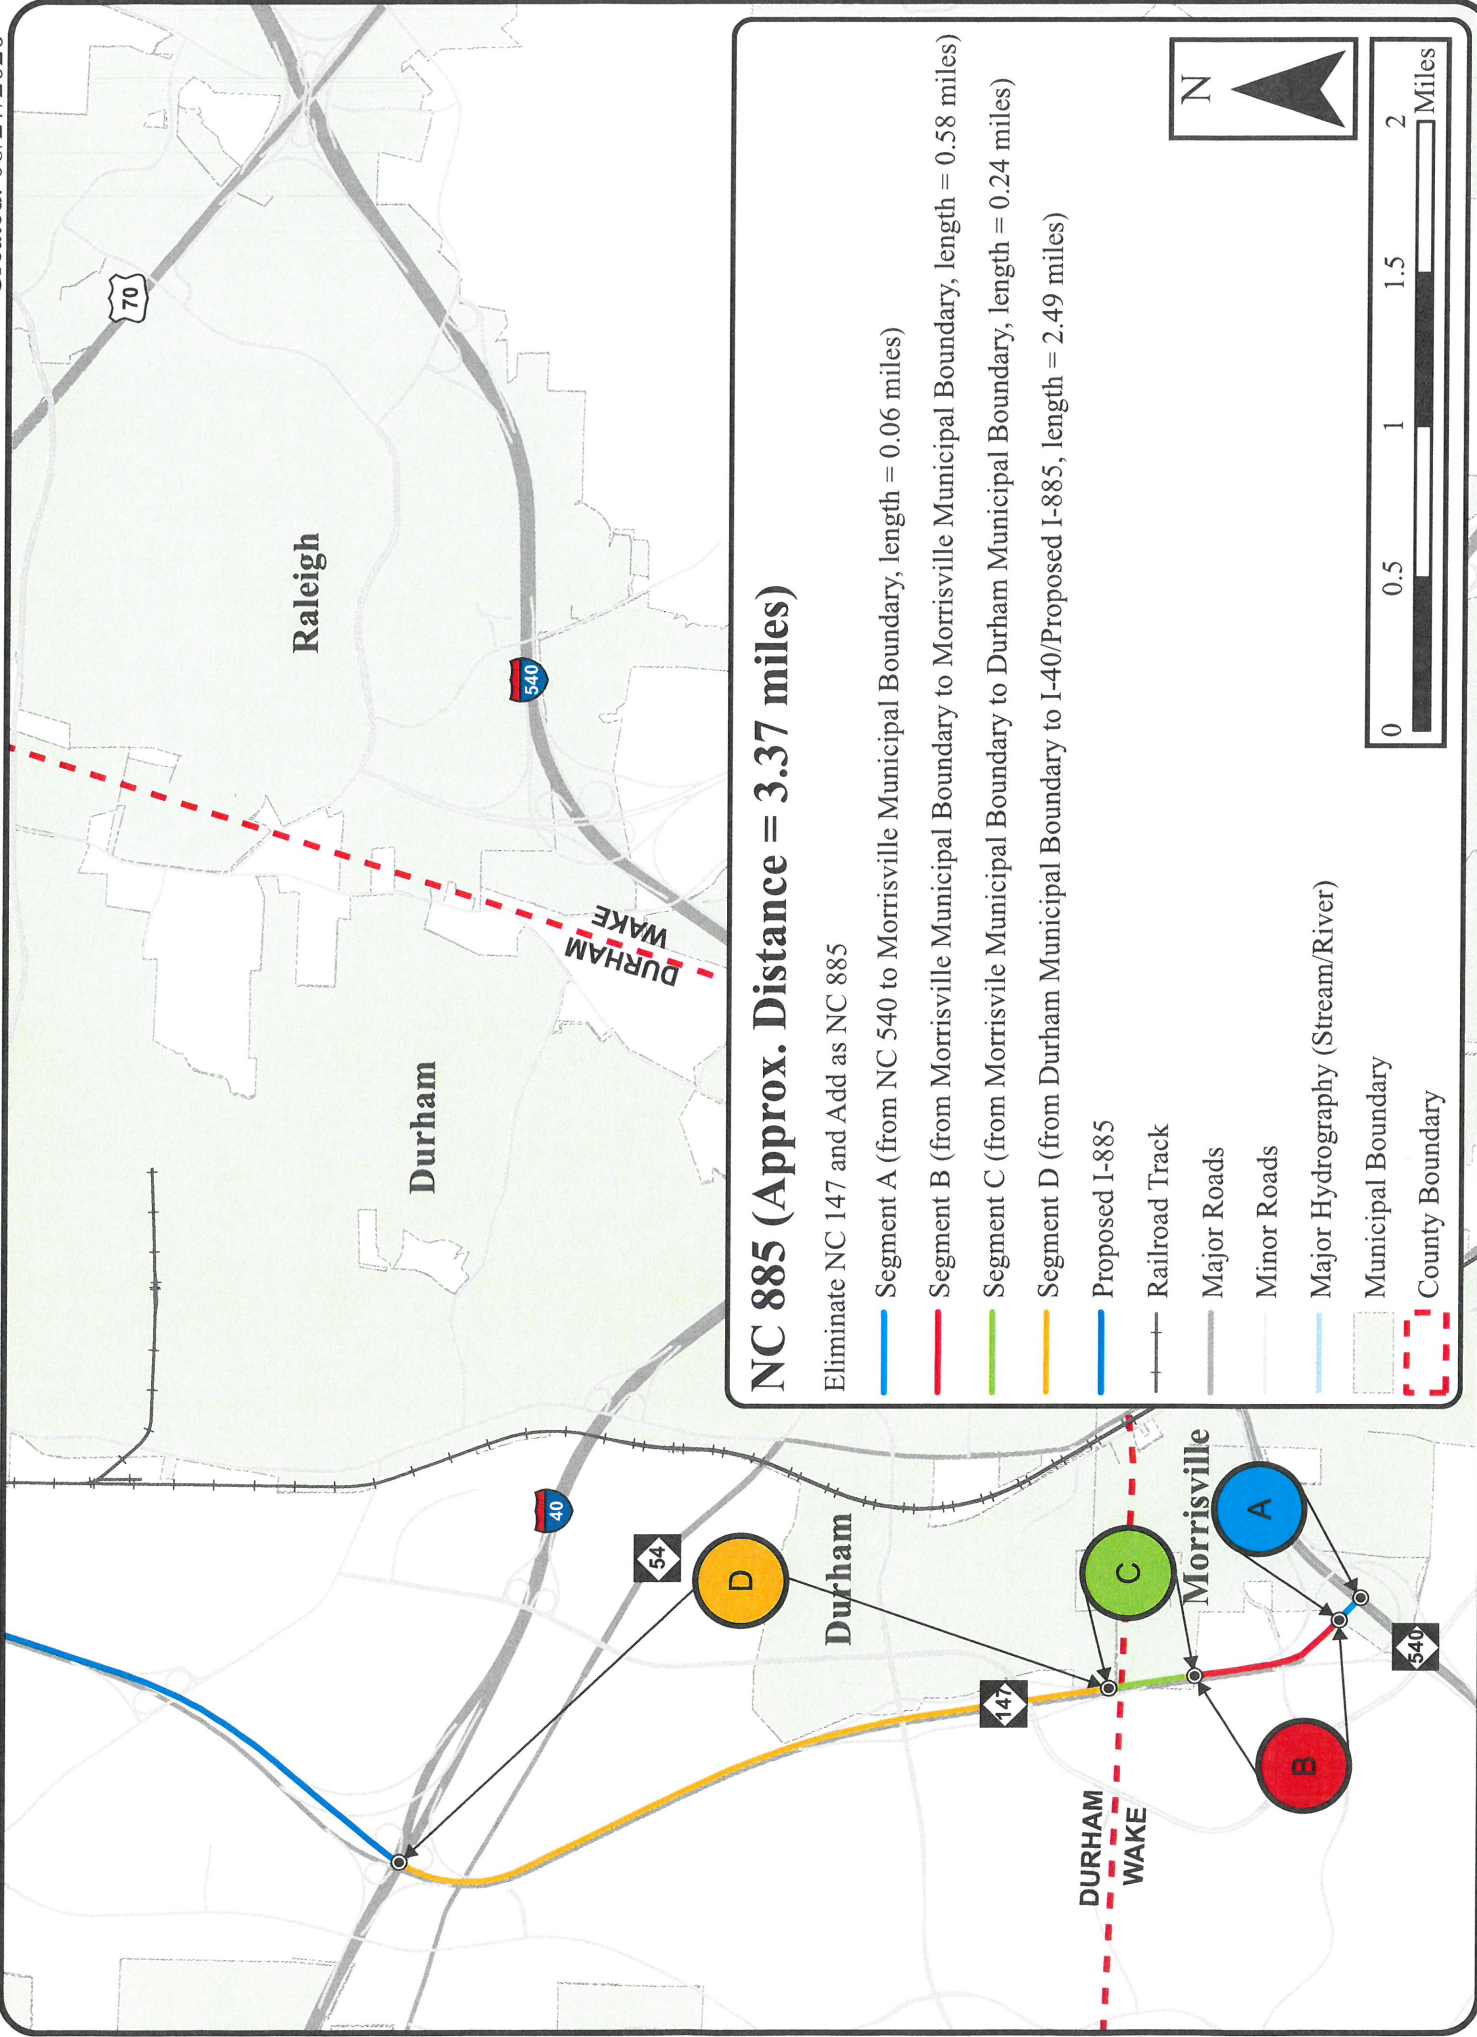 70
Raleigh
540
DURHAM
WAKE
Durham
40
54
D
Durham
147
C
Morrisville
A
540
B
DURHAM
WAKE
NC 885 (Approx. Distance = 3.37 miles)
Eliminate NC 147 and Add as NC 885
Segment A (from NC 540 to Morrisville Municipal Boundary, length = 0.06 miles)
Segment B (from Morrisville Municipal Boundary to Morrisville Municipal Boundary, length = 0.58 miles)
Segment C (from Morrisvile Municipal Boundary to Durham Municipal Boundary, length = 0.24 miles)
Segment D (from Durham Municipal Boundary to I-40/Proposed I-885, length = 2.49 miles)
Proposed I-885
Railroad Track
Major Roads
Minor Roads
Major Hydrography (Stream/River)
Municipal Boundary
County Boundary
N
0 0.5 1 1.5 2
Miles